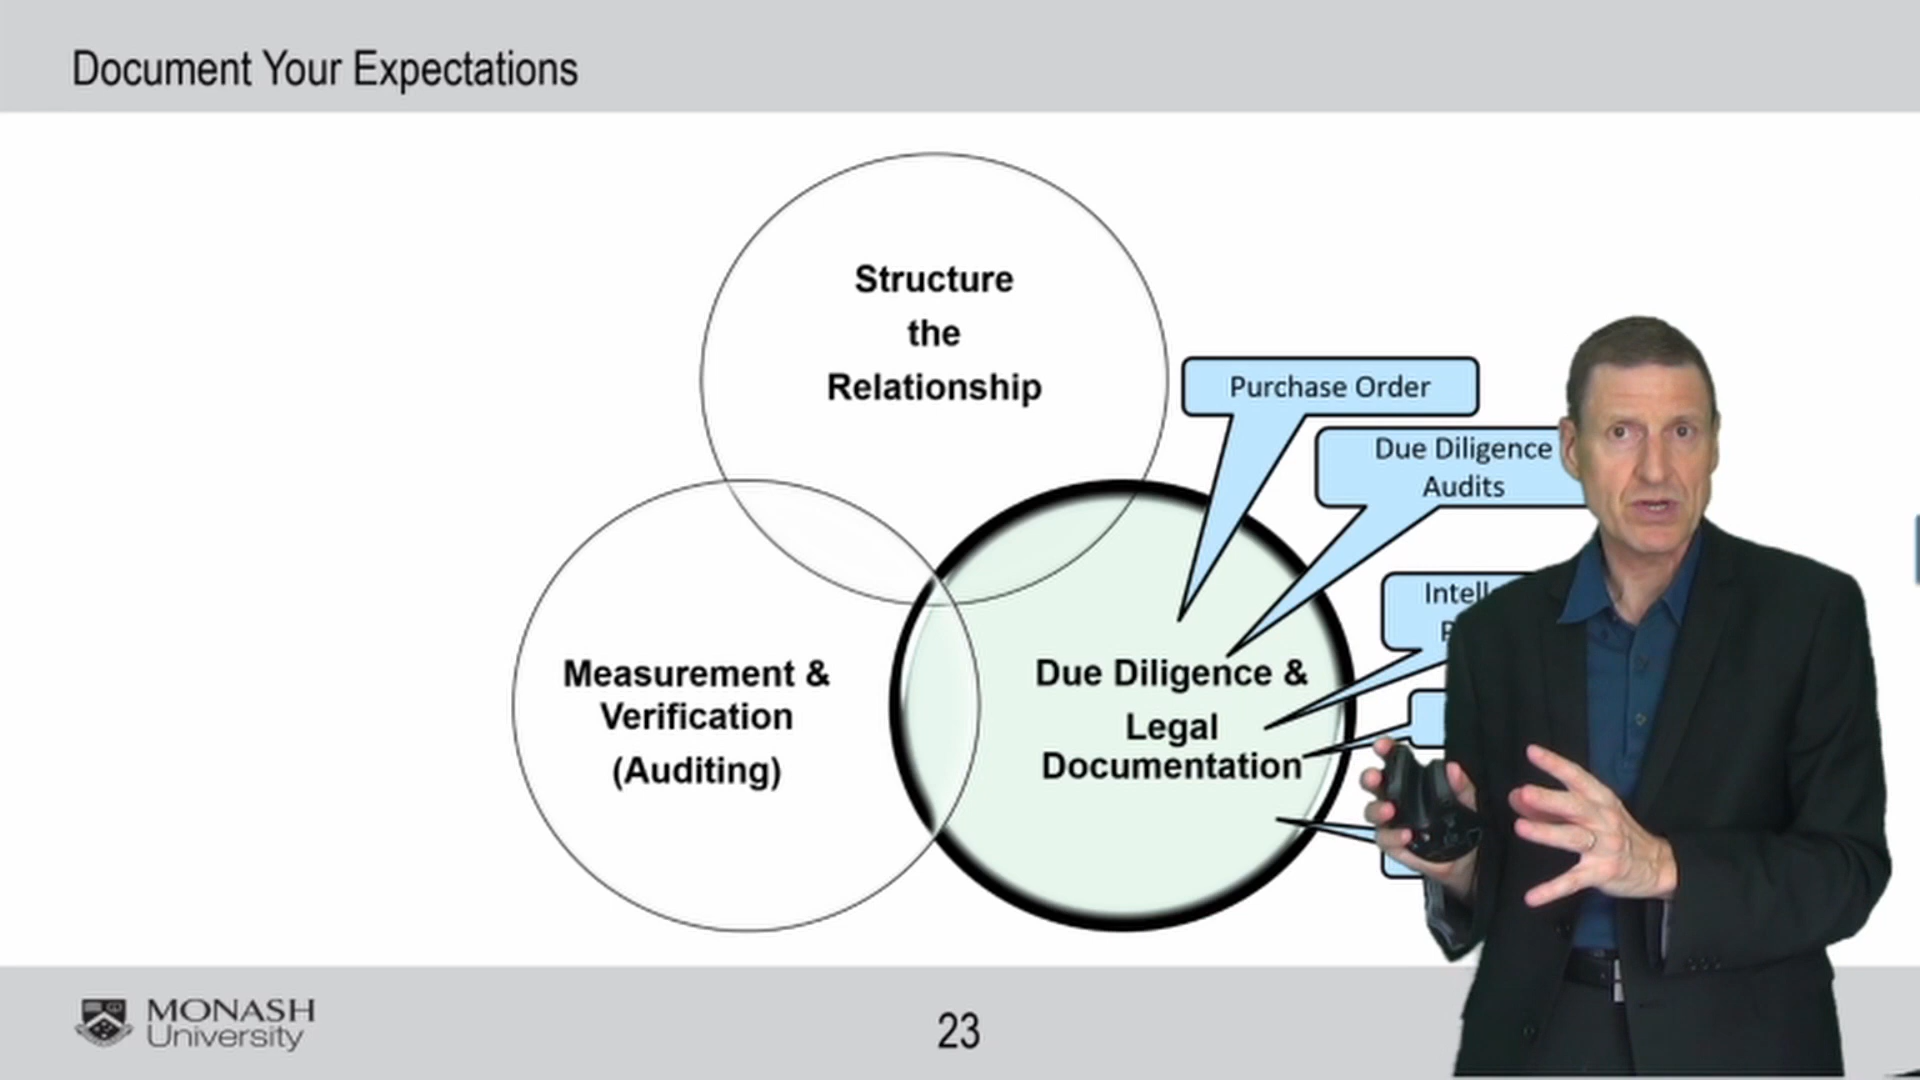 Document Your Expectations
Structure
the
Relationship
Purchase Order
Due Diligence
Audits
Measurement &
Verification
(Auditing)
Due Diligence &
Legal
Documentation
MONASH
University
23